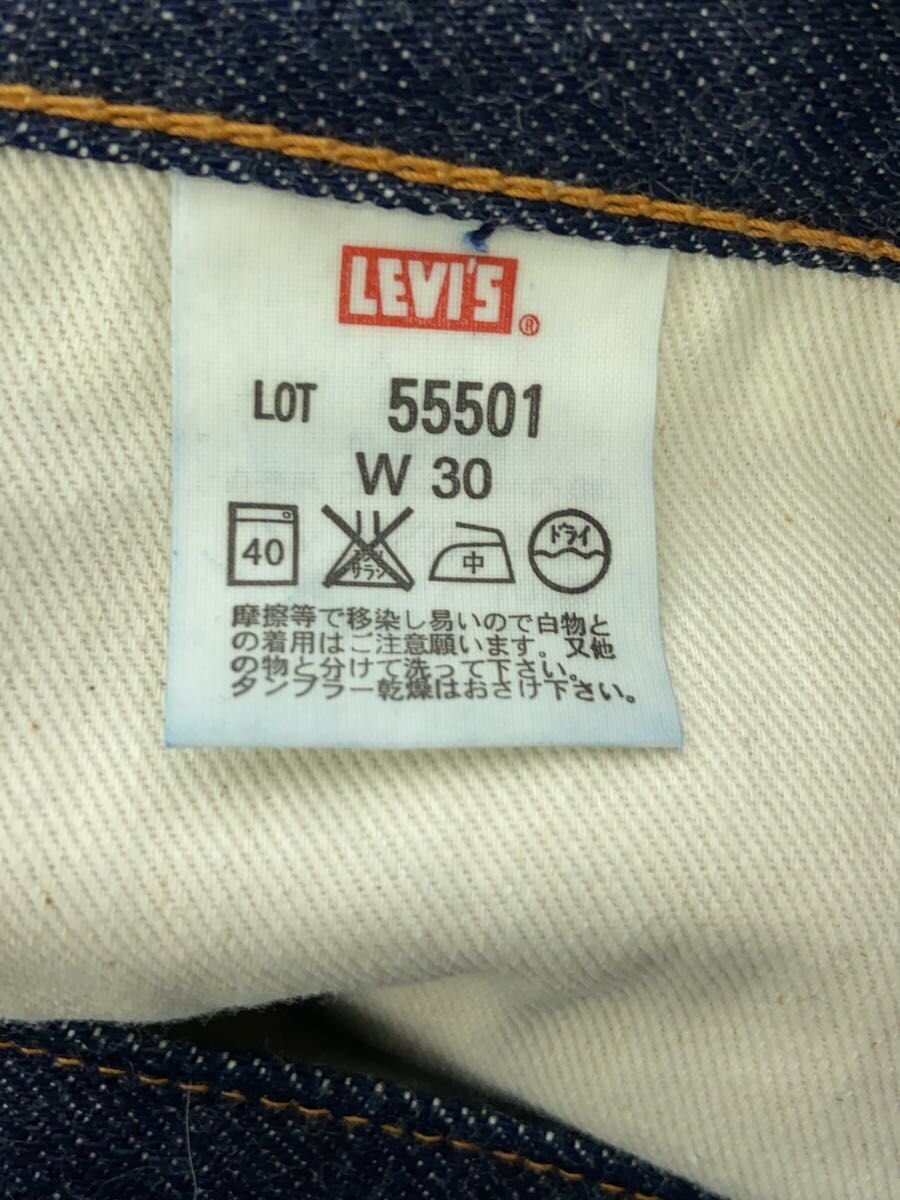 LEVI'S®
LOT 55501
W 30
40
サラシ
中
ドライ
摩擦等で移染し易いので白物と
の着用はご注意願います。又他
の物と分けて洗って下さい。
タンブラー乾燥はおさけ下さい。